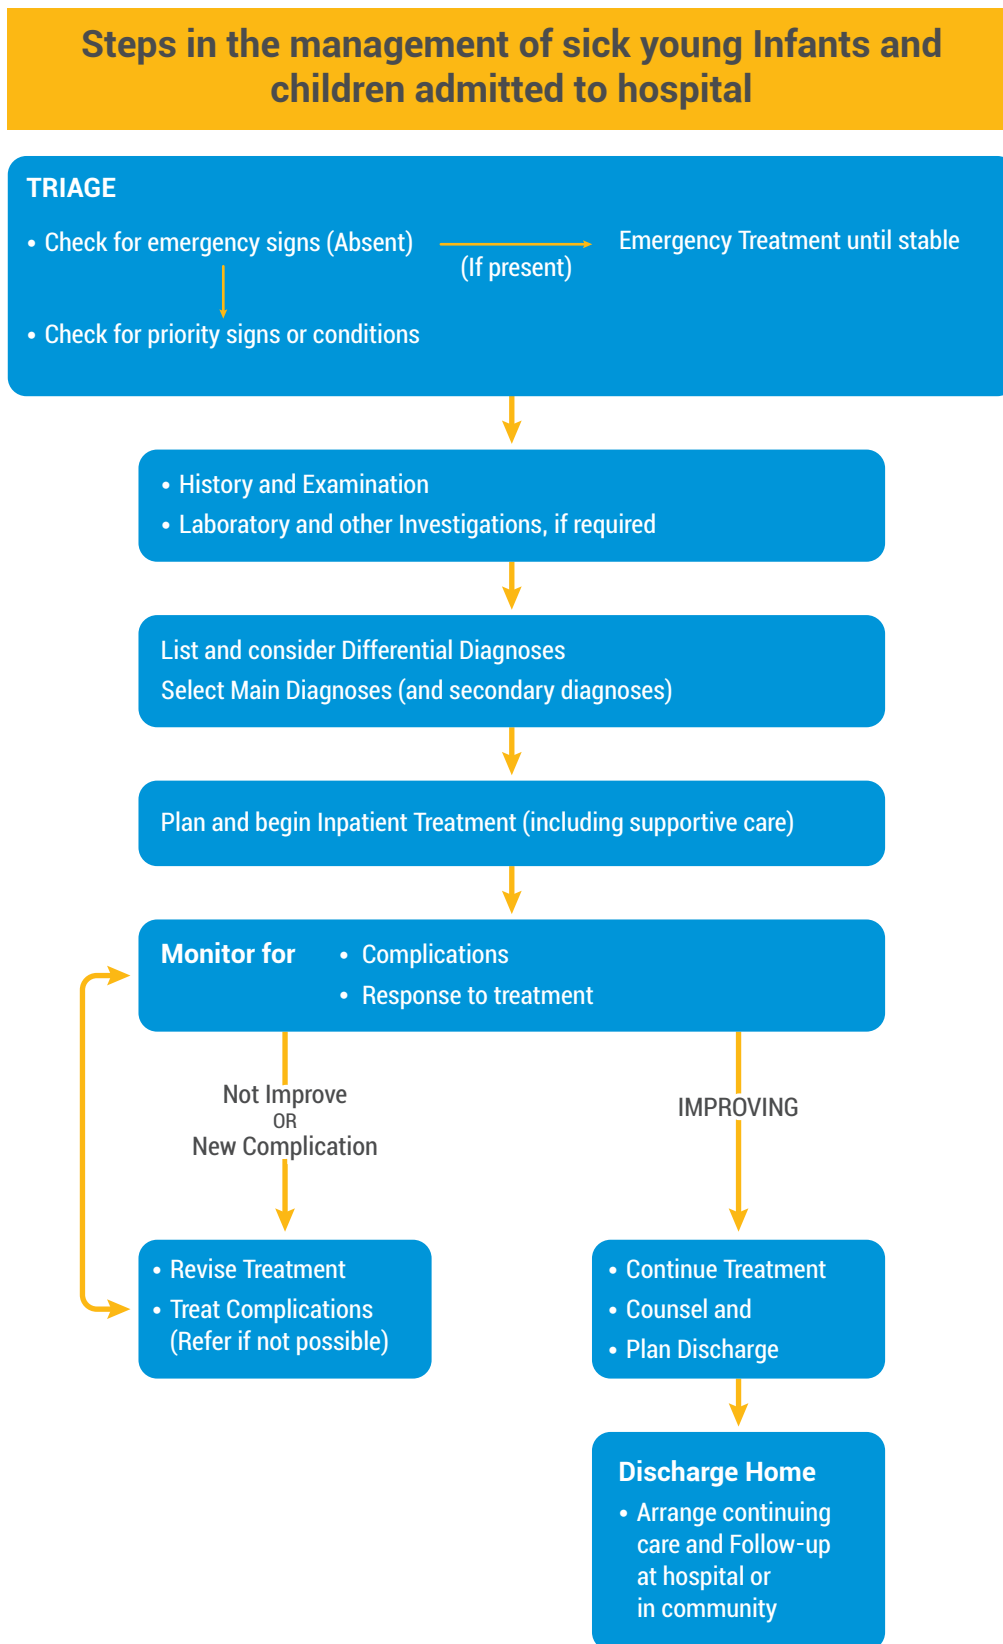 Steps in the management of sick young Infants and
children admitted to hospital
TRIAGE
• Check for emergency signs (Absent)
(If present)
Emergency Treatment until stable
• Check for priority signs or conditions
• History and Examination
• Laboratory and other Investigations, if required
List and consider Differential Diagnoses
Select Main Diagnoses (and secondary diagnoses)
Plan and begin Inpatient Treatment (including supportive care)
Monitor for
• Complications
• Response to treatment
Not Improve
OR
New Complication
IMPROVING
• Revise Treatment
• Treat Complications
(Refer if not possible)
• Continue Treatment
• Counsel and
• Plan Discharge
Discharge Home
• Arrange continuing
care and Follow-up
at hospital or
in community